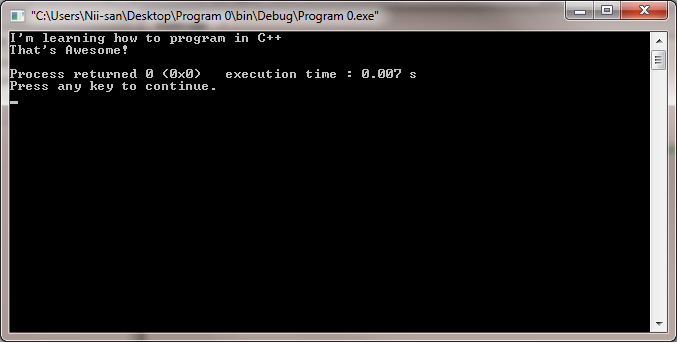 "C:\Users\Nii-san\Desktop\Program 0\bin\Debug\Program 0.exe"
I'm learning how to program in C++
That's Awesome!
Process returned 0 (0x0)   execution time : 0.007 s
Press any key to continue.